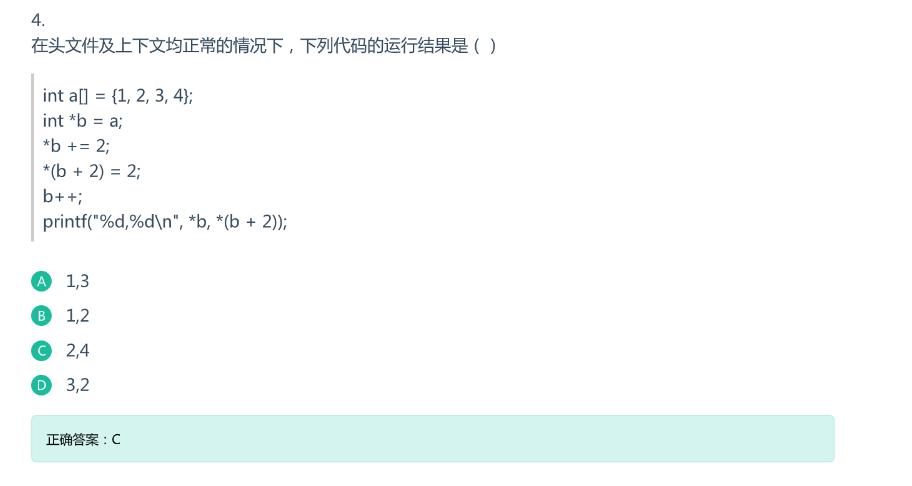 4.
在头文件及上下文均正常的情况下，下列代码的运行结果是（ ）
int a[] = {1, 2, 3, 4};
int *b = a;
*b += 2;
*(b + 2) = 2;
b++;
printf("%d,%d\n", *b, *(b + 2));
A 1,3
B 1,2
C 2,4
D 3,2
正确答案：C